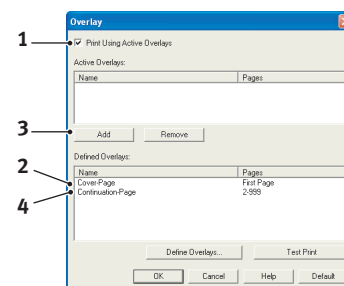 Overlay
1
Print Using Active Overlays
Active Overlays:
Name Pages
3
Add Remove
Defined Overlays:
2
Name Pages
Cover-Page First Page
4
Continuation-Page 2-999
Define Overlays... Test Print
OK Cancel Help Default